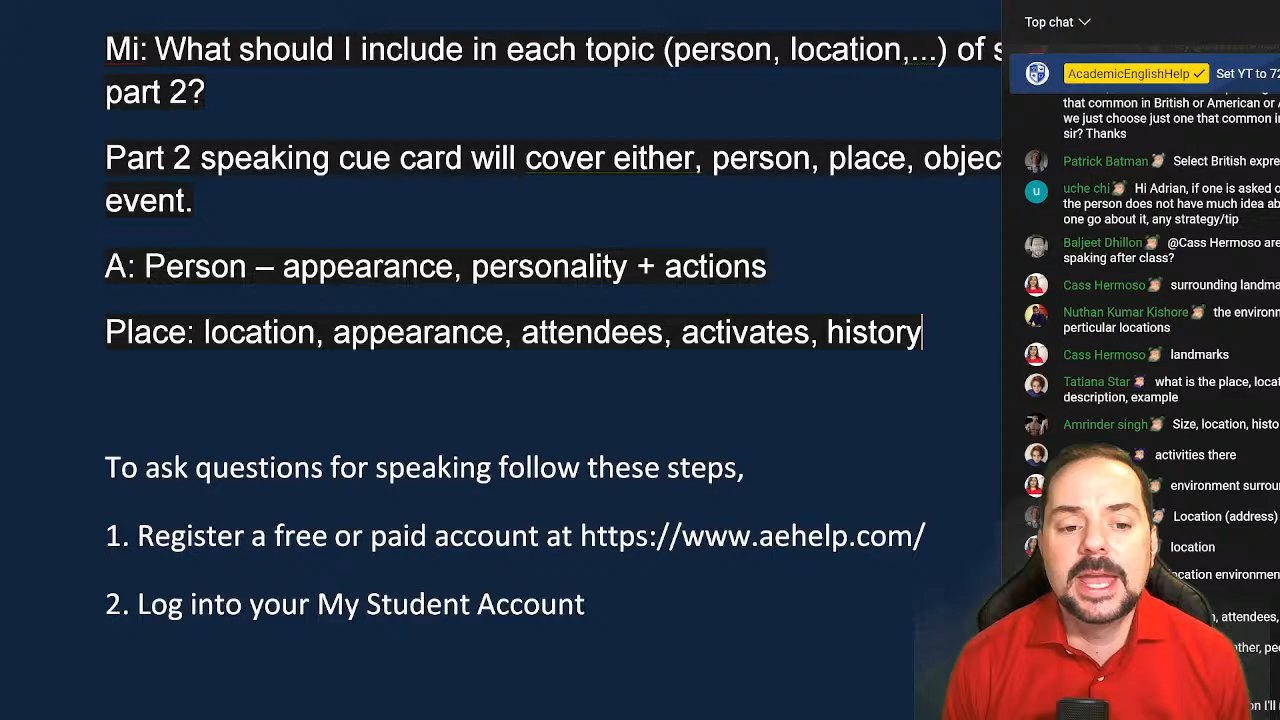 Mi: What should I include in each topic (person, location,...) of s
part 2?
Part 2 speaking cue card will cover either, person, place, objec
event.
A: Person – appearance, personality + actions
Place: location, appearance, attendees, activates, history
To ask questions for speaking follow these steps,
1. Register a free or paid account at https://www.aehelp.com/
2. Log into your My Student Account
Top chat
AcademicEnglishHelp Set YT to 72
that common in British or American or A
we just choose just one that common in
sir? Thanks
Patrick Batman Select British expre
u
uche chi Hi Adrian, if one is asked o
the person does not have much idea ab
one go about it, any strategy/tip
Baljeet Dhillon @Cass Hermoso are
spaking after class?
Cass Hermoso surrounding landma
Nuthan Kumar Kishore the environ
perticular locations
Cass Hermoso landmarks
Tatiana Star what is the place, locat
description, example
Amrinder singh Size, location, histo
activities there
environment surrou
Location (address)
location
ocation environmen
n, attendees,
ather, pe
on I'll